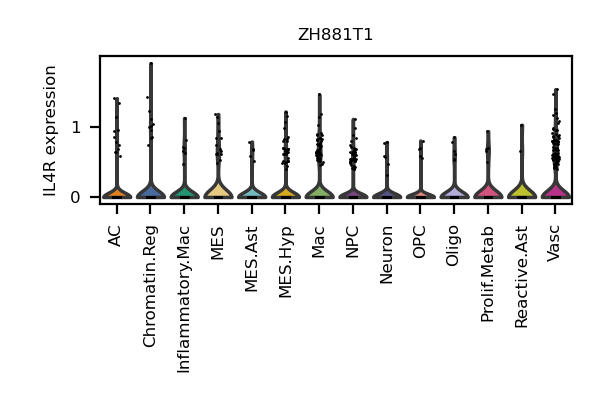 ZH881T1
IL4R expression
1
0
AC
Chromatin.Reg
Inflammatory.Mac
MES
MES.Ast
MES.Hyp
Mac
NPC
Neuron
OPC
Oligo
Prolif.Metab
Reactive.Ast
Vasc